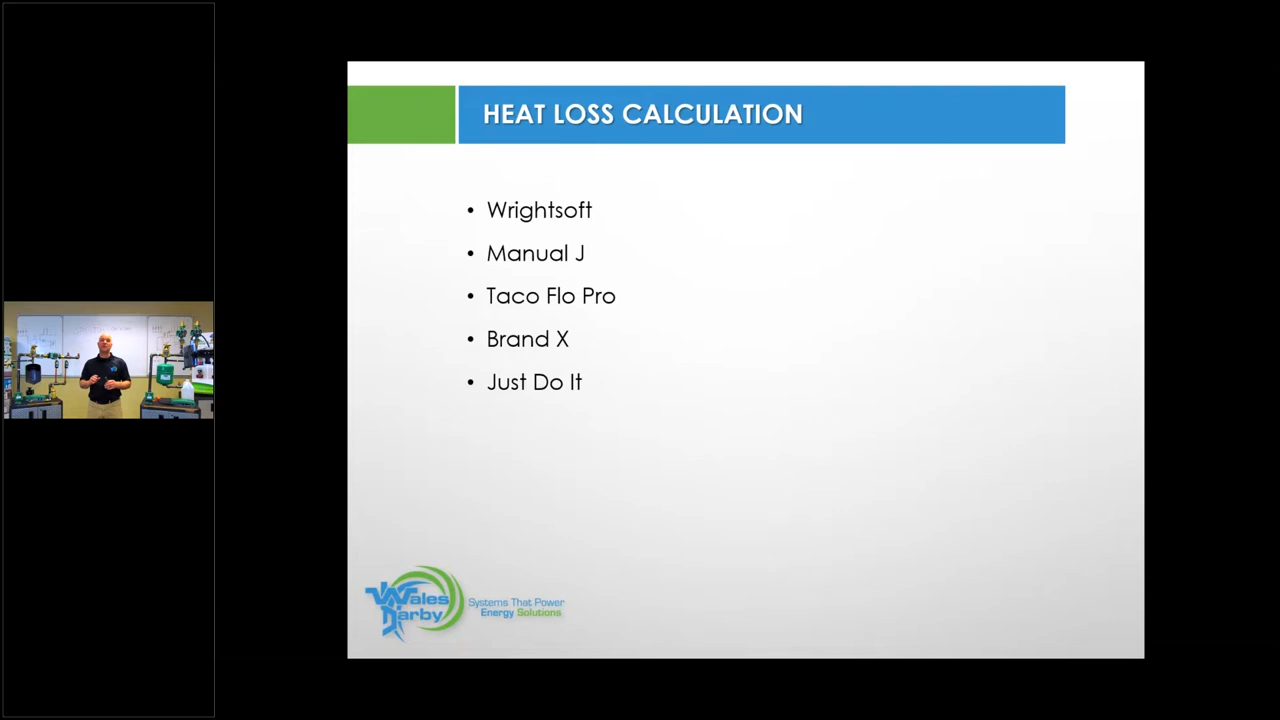 HEAT LOSS CALCULATION
• Wrightsoft
• Manual J
• Taco Flo Pro
• Brand X
• Just Do It
Wales
Darby
Systems That Power
Energy Solutions